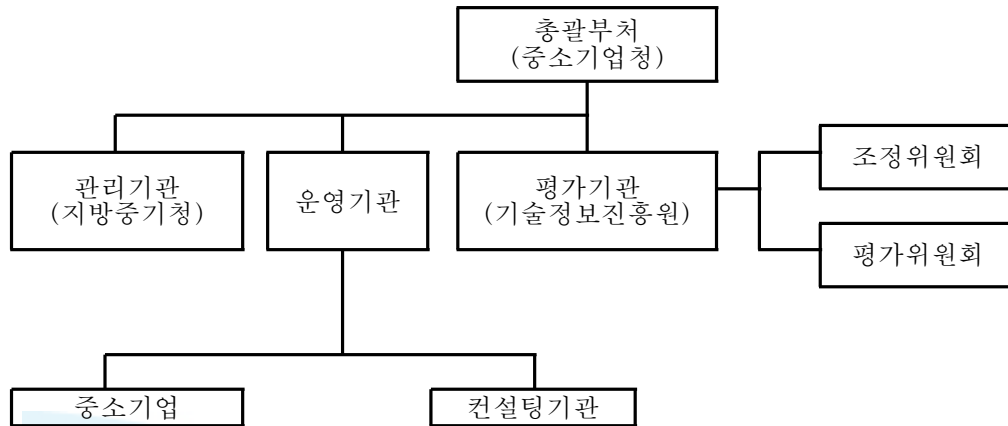 총괄부처
(중소기업청)
관리기관
(지방중기청)
운영기관
평가기관
(기술정보진흥원)
조정위원회
평가위원회
중소기업
컨설팅기관